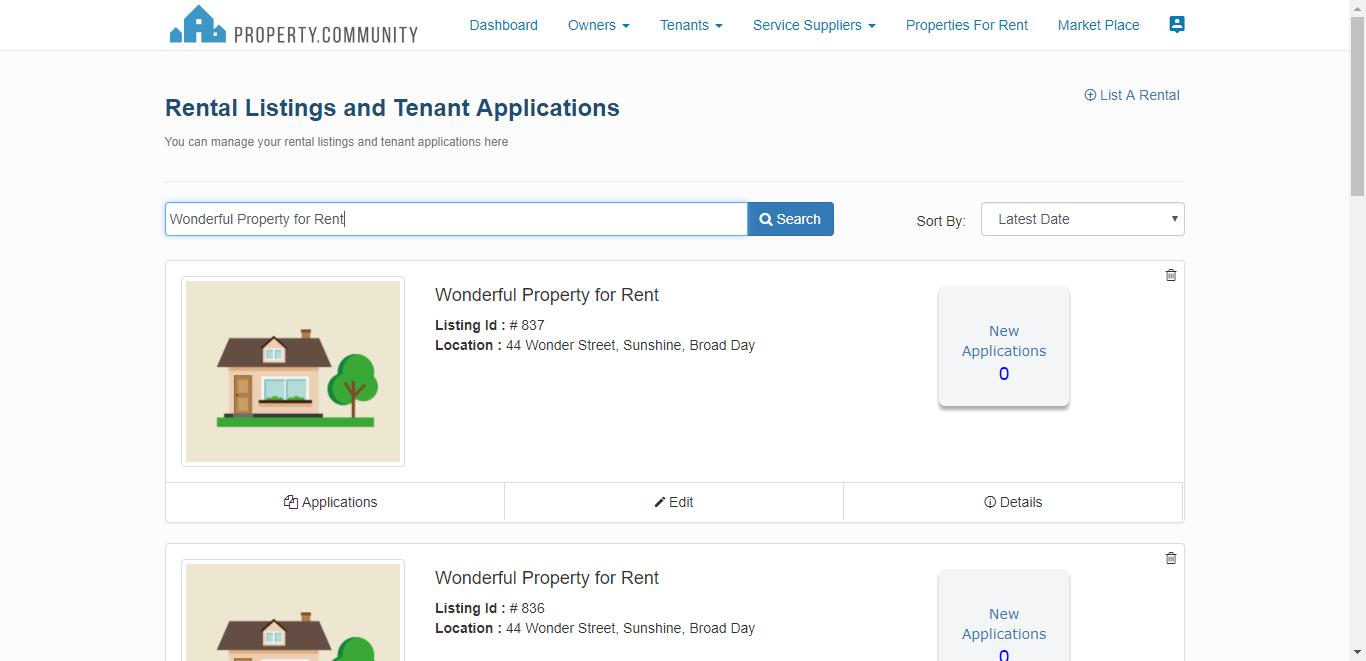 PROPERTY.COMMUNITY Dashboard Owners Tenants Service Suppliers Properties For Rent Market Place
Rental Listings and Tenant Applications
List A Rental
You can manage your rental listings and tenant applications here
Wonderful Property for Rent Search Sort By: Latest Date
Wonderful Property for Rent
Listing Id : # 837
Location : 44 Wonder Street, Sunshine, Broad Day
New
Applications
0
Applications Edit Details
Wonderful Property for Rent
Listing Id : # 836
Location : 44 Wonder Street, Sunshine, Broad Day
New
Applications
0